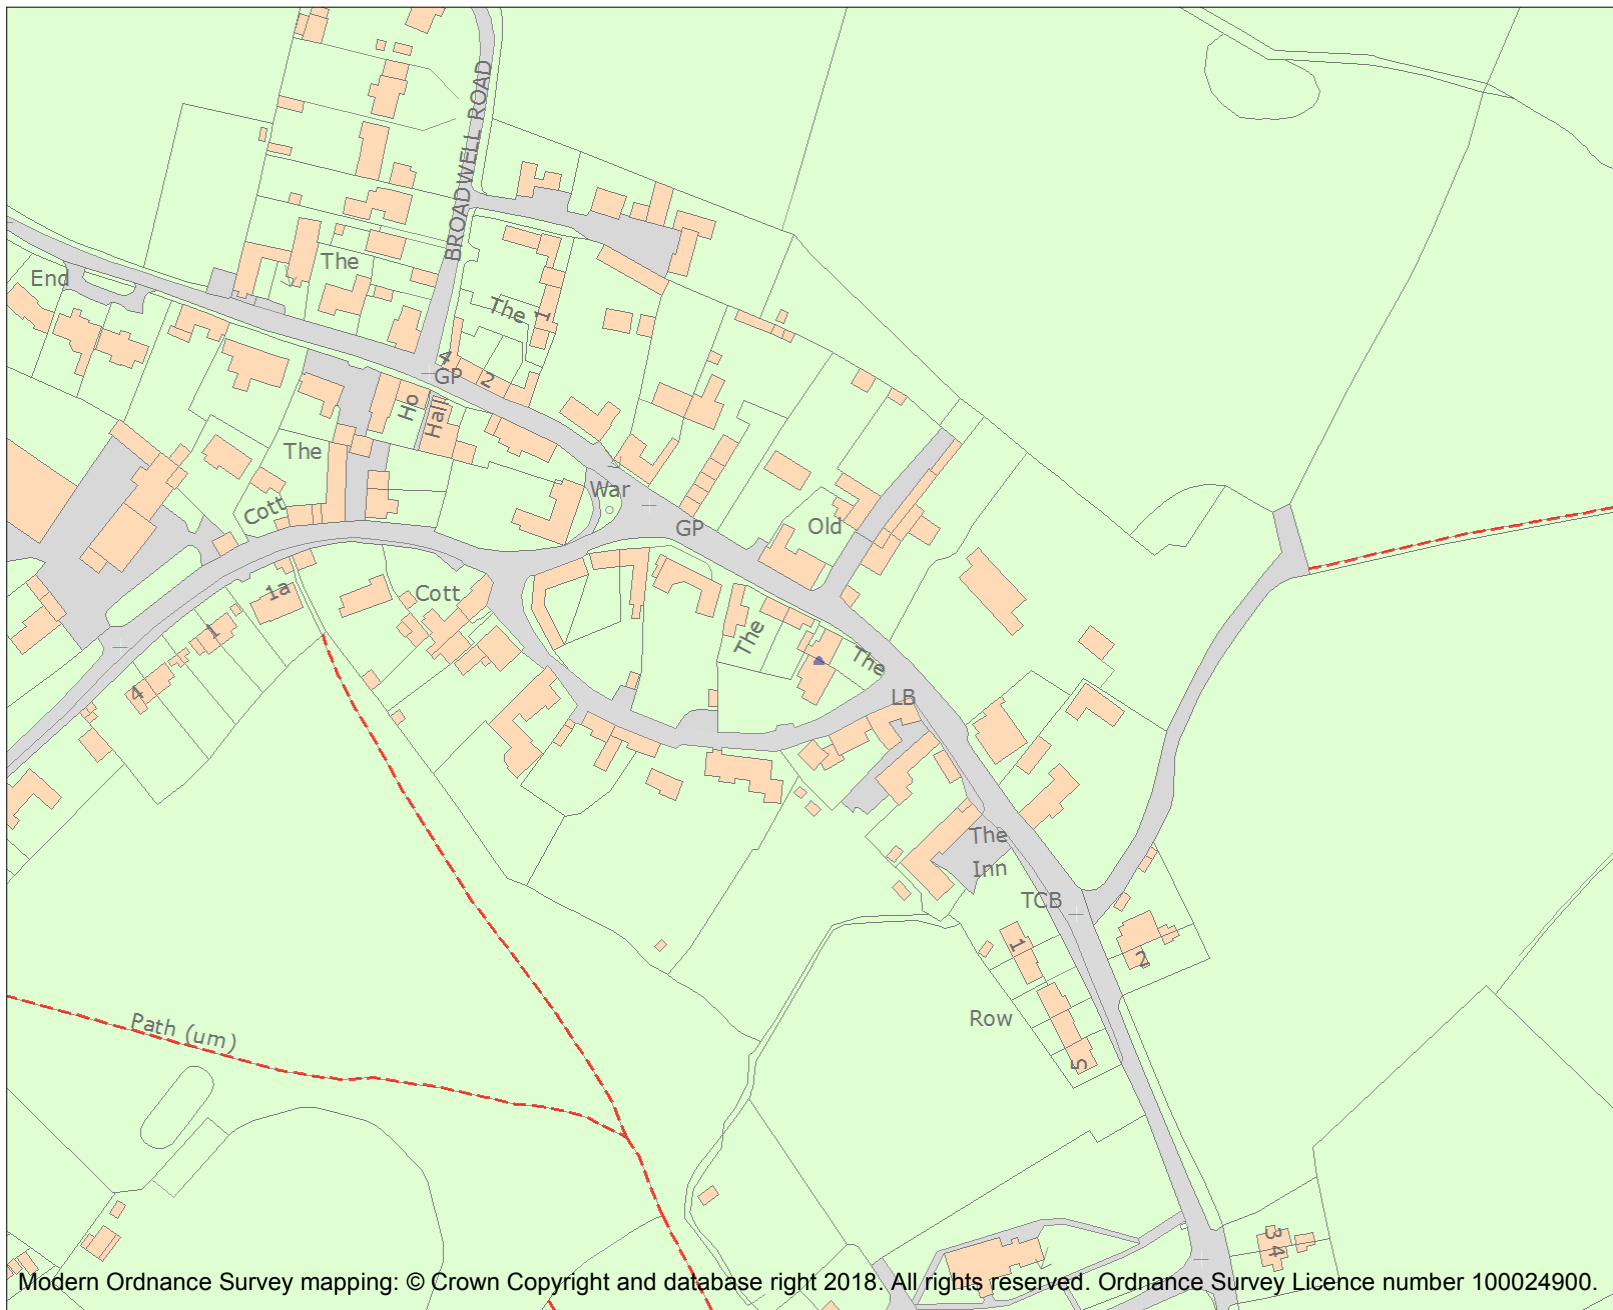 BROADWELL ROAD
The
End
The 1
4
GP
2
Ho
Hall
The
War
Cott
GP
Old
1a
Cott
1
The
The
4
LB
The
Inn
TCB
1
2
Row
Path (um)
5
3 4
Modern Ordnance Survey mapping: © Crown Copyright and database right 2018. All rights reserved. Ordnance Survey Licence number 100024900.